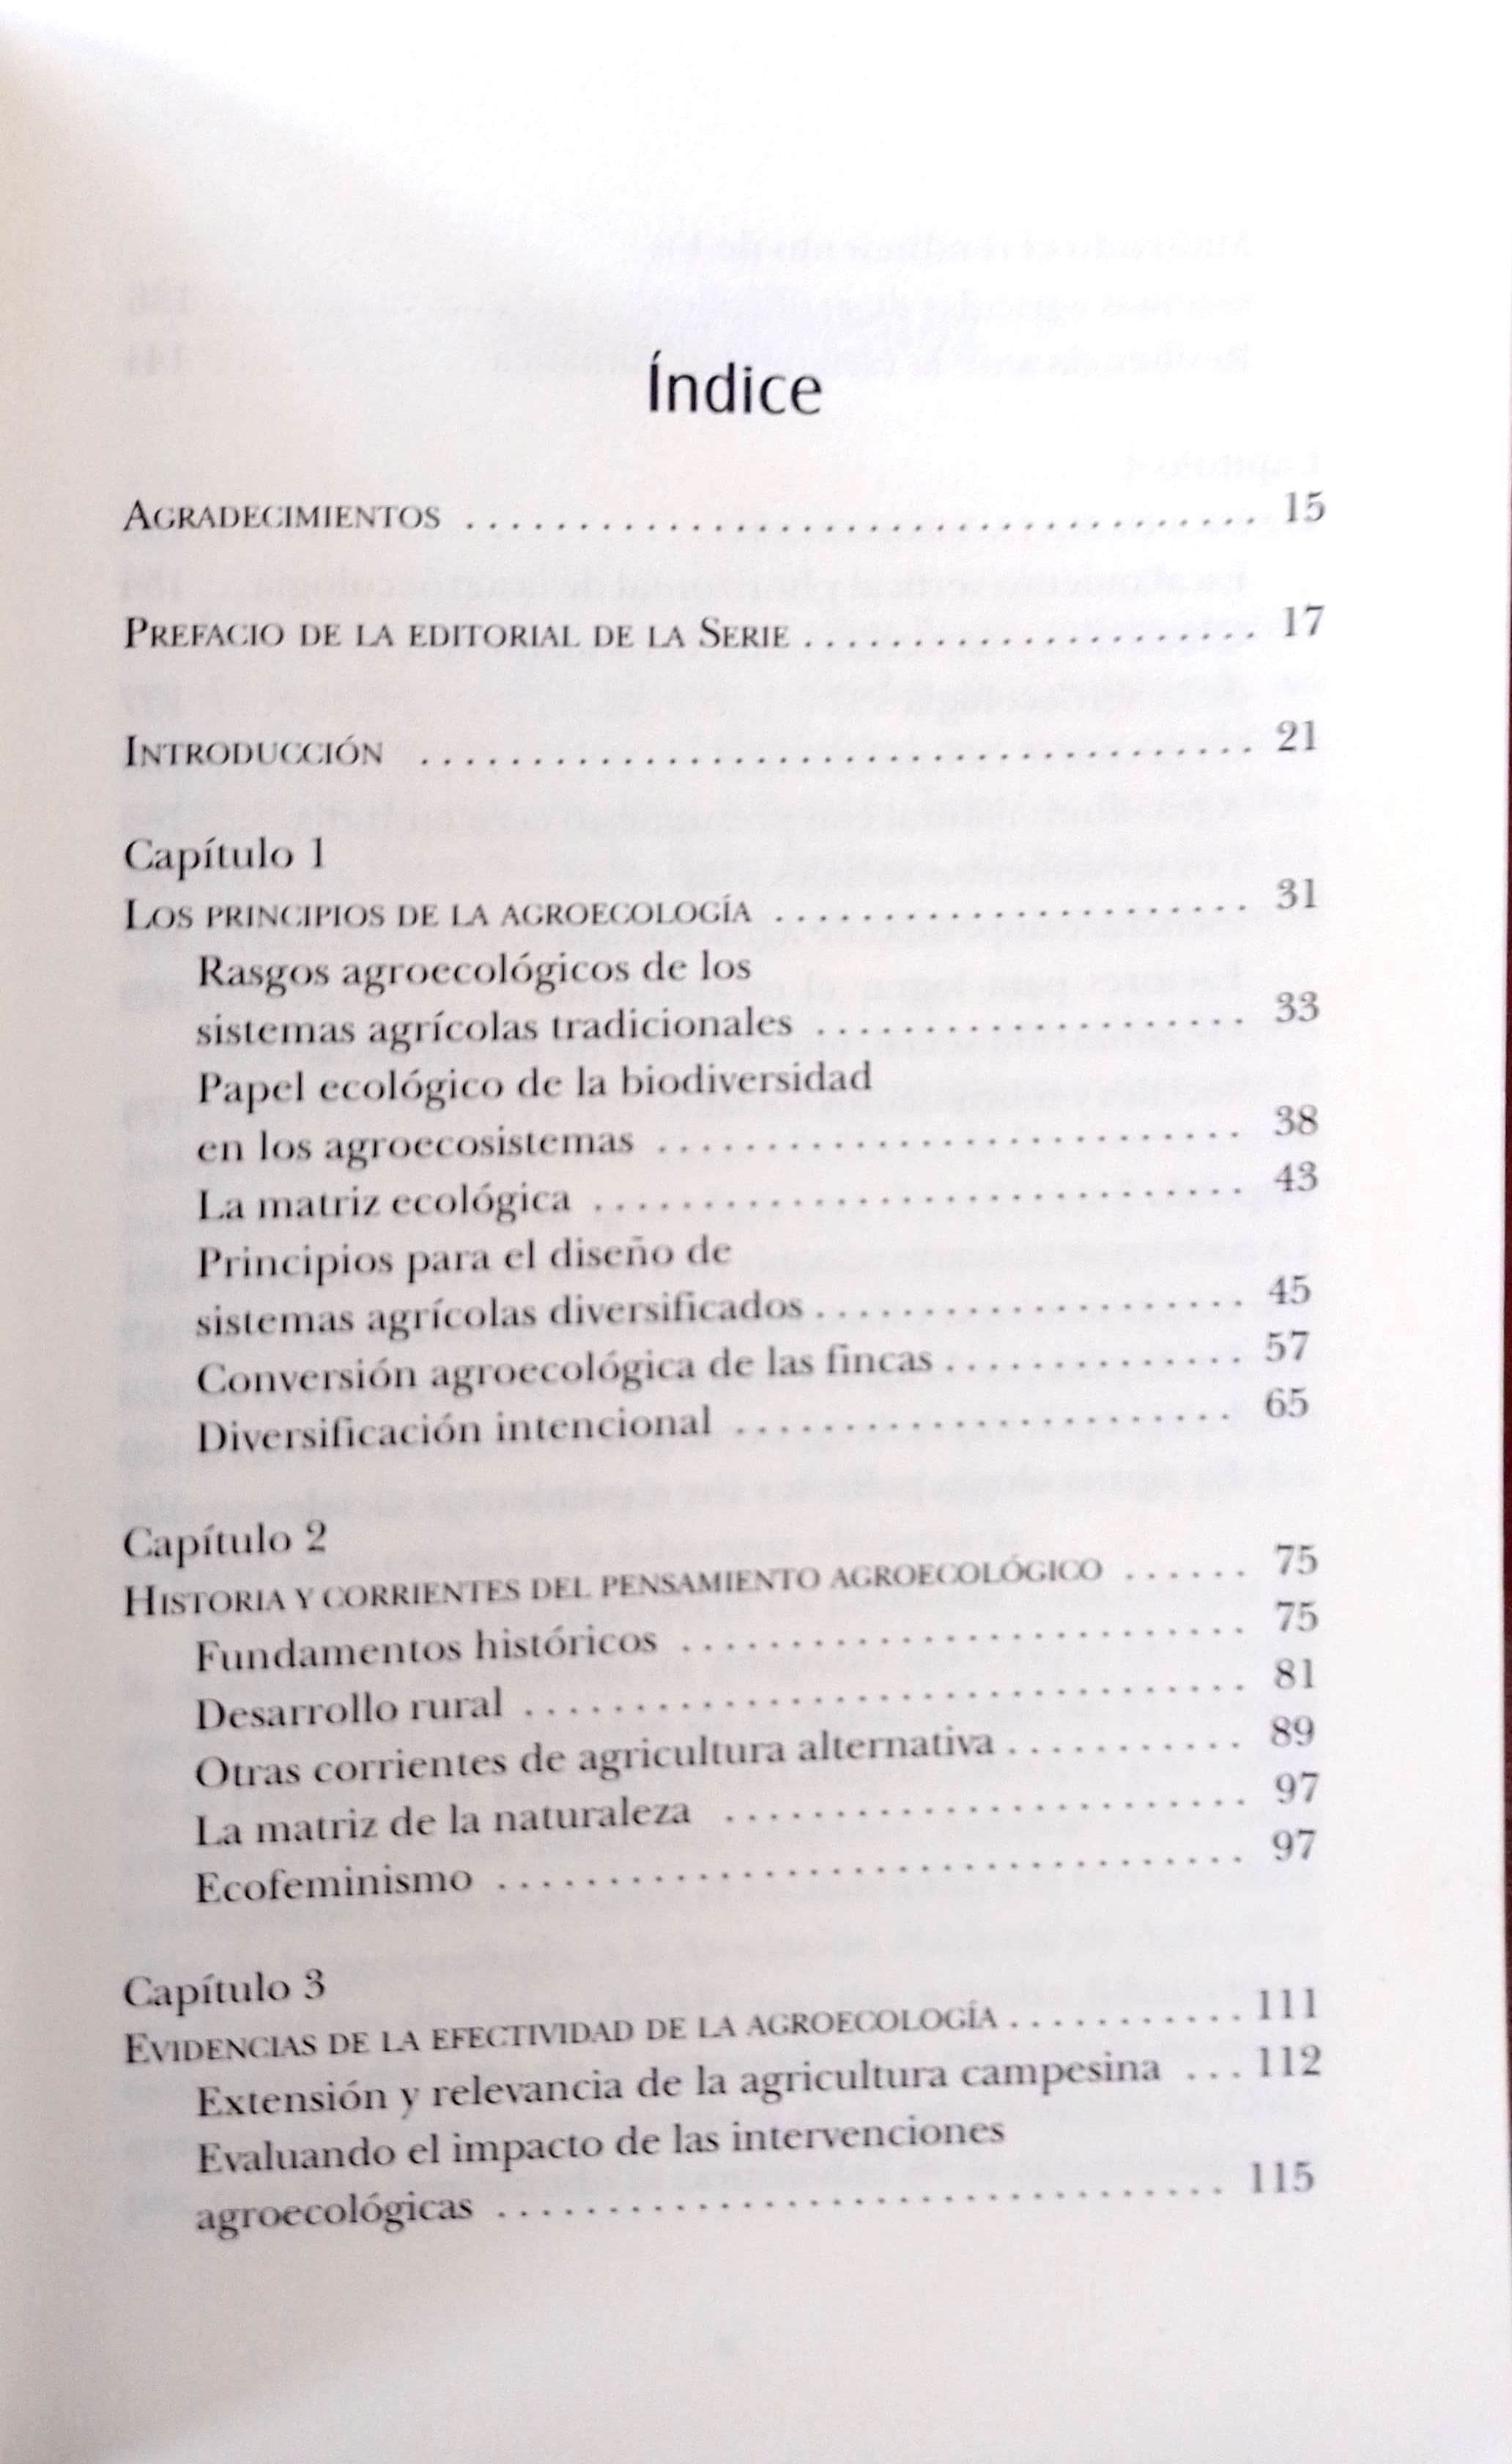 Índice
AGRADECIMIENTOS . . . . . . . . . . . . . . . . . . . . . . . . . . . . . . . . . . . 15
PREFACIO DE LA EDITORIAL DE LA SERIE . . . . . . . . . . . . . . . . . . . . . 17
INTRODUCCIÓN . . . . . . . . . . . . . . . . . . . . . . . . . . . . . . . . . . . . . 21
Capítulo 1
LOS PRINCIPIOS DE LA AGROECOLOGÍA . . . . . . . . . . . . . . . . . . . . . . 31
Rasgos agroecológicos de los
sistemas agrícolas tradicionales . . . . . . . . . . . . . . . . . . . . 33
Papel ecológico de la biodiversidad
en los agroecosistemas . . . . . . . . . . . . . . . . . . . . . . . . . . . 38
La matriz ecológica . . . . . . . . . . . . . . . . . . . . . . . . . . . . . . 43
Principios para el diseño de
sistemas agrícolas diversificados . . . . . . . . . . . . . . . . . . . . 45
Conversión agroecológica de las fincas . . . . . . . . . . . . . . 57
Diversificación intencional . . . . . . . . . . . . . . . . . . . . . . . 65
Capítulo 2
HISTORIA Y CORRIENTES DEL PENSAMIENTO AGROECOLÓGICO . . . . . . 75
Fundamentos históricos . . . . . . . . . . . . . . . . . . . . . . . . . . 75
Desarrollo rural . . . . . . . . . . . . . . . . . . . . . . . . . . . . . . . . . 81
Otras corrientes de agricultura alternativa . . . . . . . . . . . 89
La matriz de la naturaleza . . . . . . . . . . . . . . . . . . . . . . . . 97
Ecofeminismo . . . . . . . . . . . . . . . . . . . . . . . . . . . . . . . . . . 97
Capítulo 3
EVIDENCIAS DE LA EFECTIVIDAD DE LA AGROECOLOGÍA . . . . . . . . . . . 111
Extensión y relevancia de la agricultura campesina . . . 112
Evaluando el impacto de las intervenciones
agroecológicas . . . . . . . . . . . . . . . . . . . . . . . . . . . . . . . . . 115